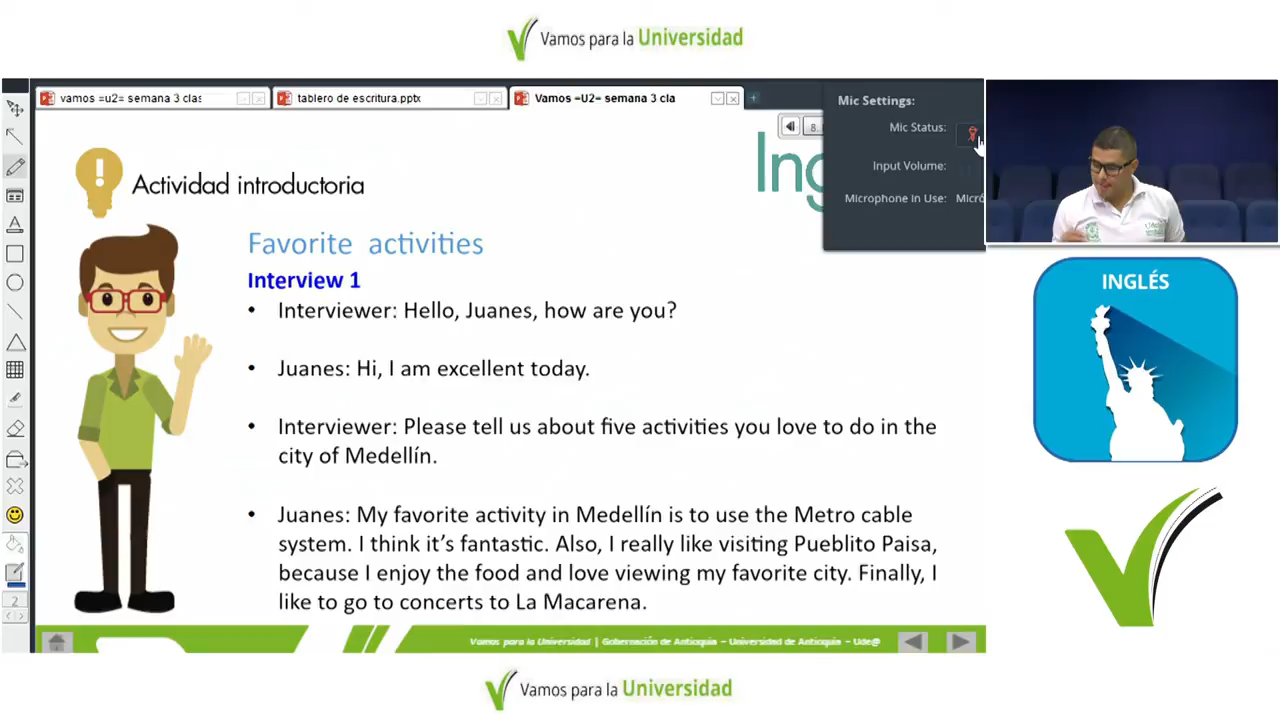 Vamos para la Universidad
vamos =u2= semana 3 clas
tablero de escritura.pptx
Vamos =U2= semana 3 cla
Mic Settings:
Mic Status:
Input Volume:
Microphone In Use: Micró
8.
Ing
Actividad introductoria
Favorite activities
Interview 1
• Interviewer: Hello, Juanes, how are you?
• Juanes: Hi, I am excellent today.
• Interviewer: Please tell us about five activities you love to do in the
city of Medellín.
• Juanes: My favorite activity in Medellín is to use the Metro cable
system. I think it's fantastic. Also, I really like visiting Pueblito Paisa,
because I enjoy the food and love viewing my favorite city. Finally, I
like to go to concerts to La Macarena.
INGLÉS
2
Vamos para la Universidad | Gobernación de Antioquia – Universidad de Antioquia – Ude@
Vamos para la Universidad